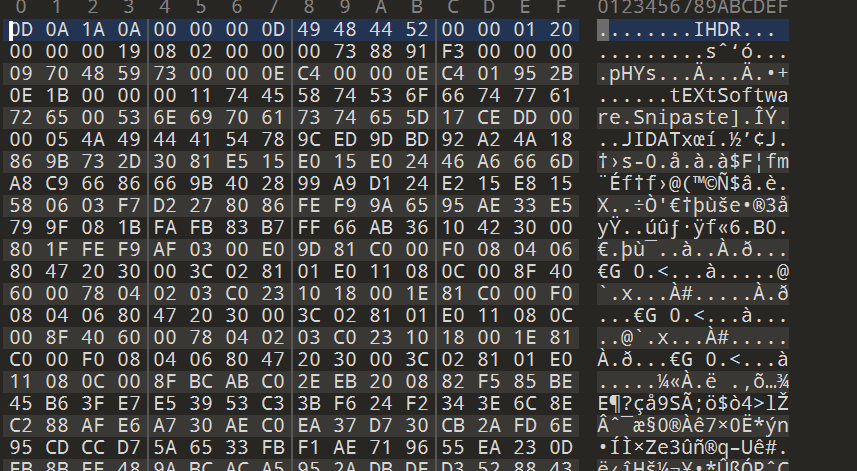 0 1 2 3 4 5 6 7 8 9 A B C D E F 0123456789ABCDEF
0D 0A 1A 0A 00 00 00 0D 49 48 44 52 00 00 01 20 ........IHDR... 
00 00 00 19 08 02 00 00 00 73 88 91 F3 00 00 00 .........sˆ‘ó...
09 70 48 59 73 00 00 0E C4 00 00 0E C4 01 95 2B .pHYs...Ä...Ä.•+
0E 1B 00 00 00 11 74 45 58 74 53 6F 66 74 77 61 ......tEXtSoftwa
72 65 00 53 6E 69 70 61 73 74 65 5D 17 CE DD 00 re.Snipaste].ÎÝ.
00 05 4A 49 44 41 54 78 9C ED 9D BD 92 A2 4A 18 ..JIDATxœí.½’¢J.
86 9B 73 2D 30 81 E5 15 E0 15 E0 24 46 A6 66 6D †›s-0.å.à.à$F¦fm
A8 C9 66 86 66 9B 40 28 99 A9 D1 24 E2 15 E8 15 ¨Éf†f›@(™©Ñ$â.è.
58 06 03 F7 D2 27 80 86 FE F9 9A 65 95 AE 33 E5 X..÷Ò'€†þùše•®3å
79 9F 08 1B FA FB 83 B7 FF 66 AB 36 10 42 30 00 yŸ..úûƒ·ÿf«6.B0.
80 1F FE F9 AF 03 00 E0 9D 81 C0 00 F0 08 04 06 €.þù¯..à..À.ð...
80 47 20 30 00 3C 02 81 01 E0 11 08 0C 00 8F 40 €G 0.<...à.....@
60 00 78 04 02 03 C0 23 10 18 00 1E 81 C0 00 F0 `.x...À#.....À.ð
08 04 06 80 47 20 30 00 3C 02 81 01 E0 11 08 0C ...€G 0.<...à...
00 8F 40 60 00 78 04 02 03 C0 23 10 18 00 1E 81 ..@`.x...À#.....
C0 00 F0 08 04 06 80 47 20 30 00 3C 02 81 01 E0 À.ð...€G 0.<...à
11 08 0C 00 8F BC AB C0 2E EB 20 08 82 F5 85 BE .....¼«À.ë .‚õ…¾
45 B6 3F E7 E5 39 53 C3 3B F6 24 F2 34 3E 6C 8E E¶?çå9SÃ;ö$ò4>lŽ
C2 88 AF E6 A7 30 AE C0 EA 37 D7 30 CB 2A FD 6E Âˆ¯æ§0®Àê7×0Ë*ýn
95 CD CC D7 5A 65 33 FB F1 AE 71 96 55 EA 23 0D •ÍÌ×Ze3ûñ®q–Uê#.